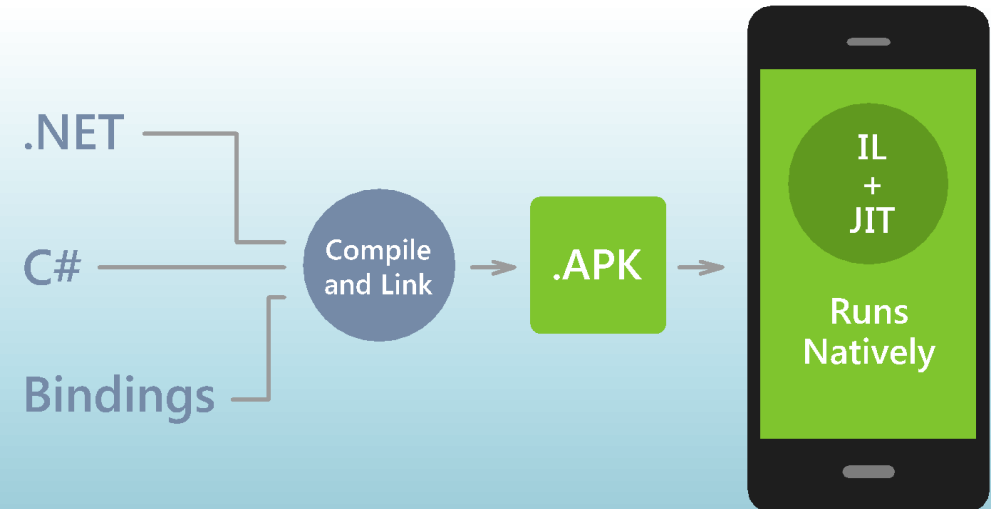 .NET
C#
Bindings
Compile
and Link
.APK
IL
+
JIT
Runs
Natively